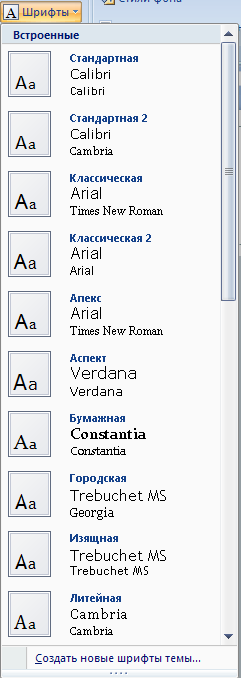 Шрифты
Встроенные
Aa
Стандартная
Calibri
Calibri
Aa
Стандартная 2
Calibri
Cambria
Aa
Классическая
Arial
Times New Roman
Aa
Классическая 2
Arial
Arial
Aa
Апекс
Arial
Times New Roman
Aa
Аспект
Verdana
Verdana
Aa
Бумажная
Constantia
Constantia
Aa
Городская
Trebuchet MS
Georgia
Aa
Изящная
Trebuchet MS
Trebuchet MS
Aa
Литейная
Cambria
Cambria
Создать новые шрифты темы...